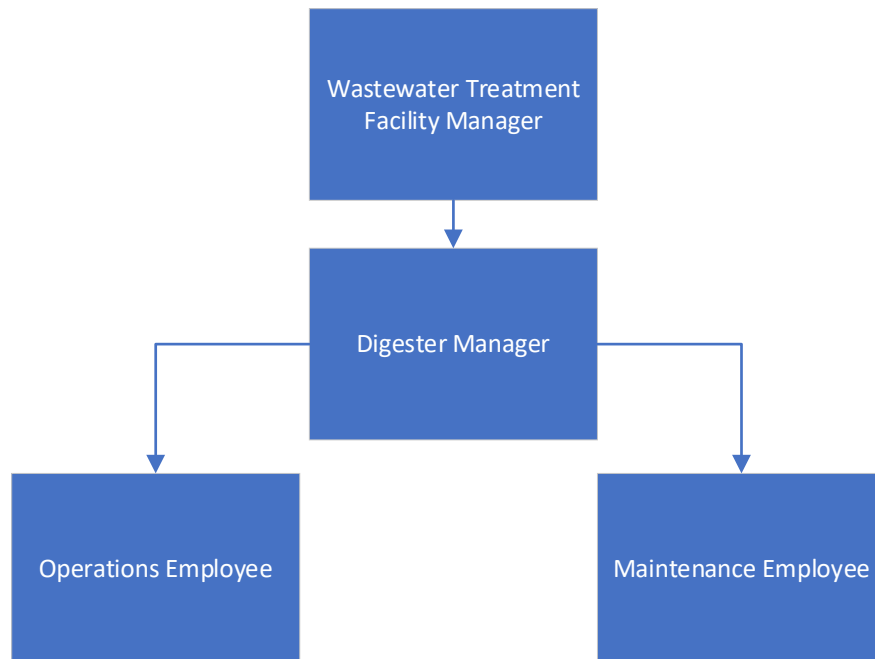 Wastewater Treatment
Facility Manager
Digester Manager
Operations Employee
Maintenance Employee